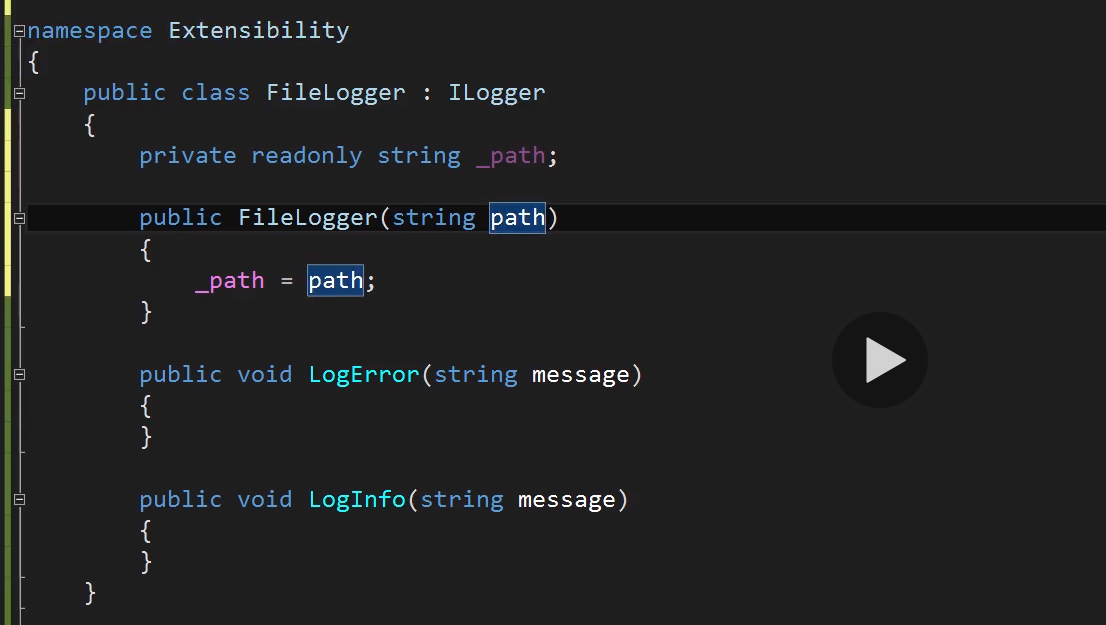 namespace Extensibility
{
    public class FileLogger : ILogger
    {
        private readonly string _path;

        public FileLogger(string path)
        {
            _path = path;
        }

        public void LogError(string message)
        {
        }

        public void LogInfo(string message)
        {
        }
    }